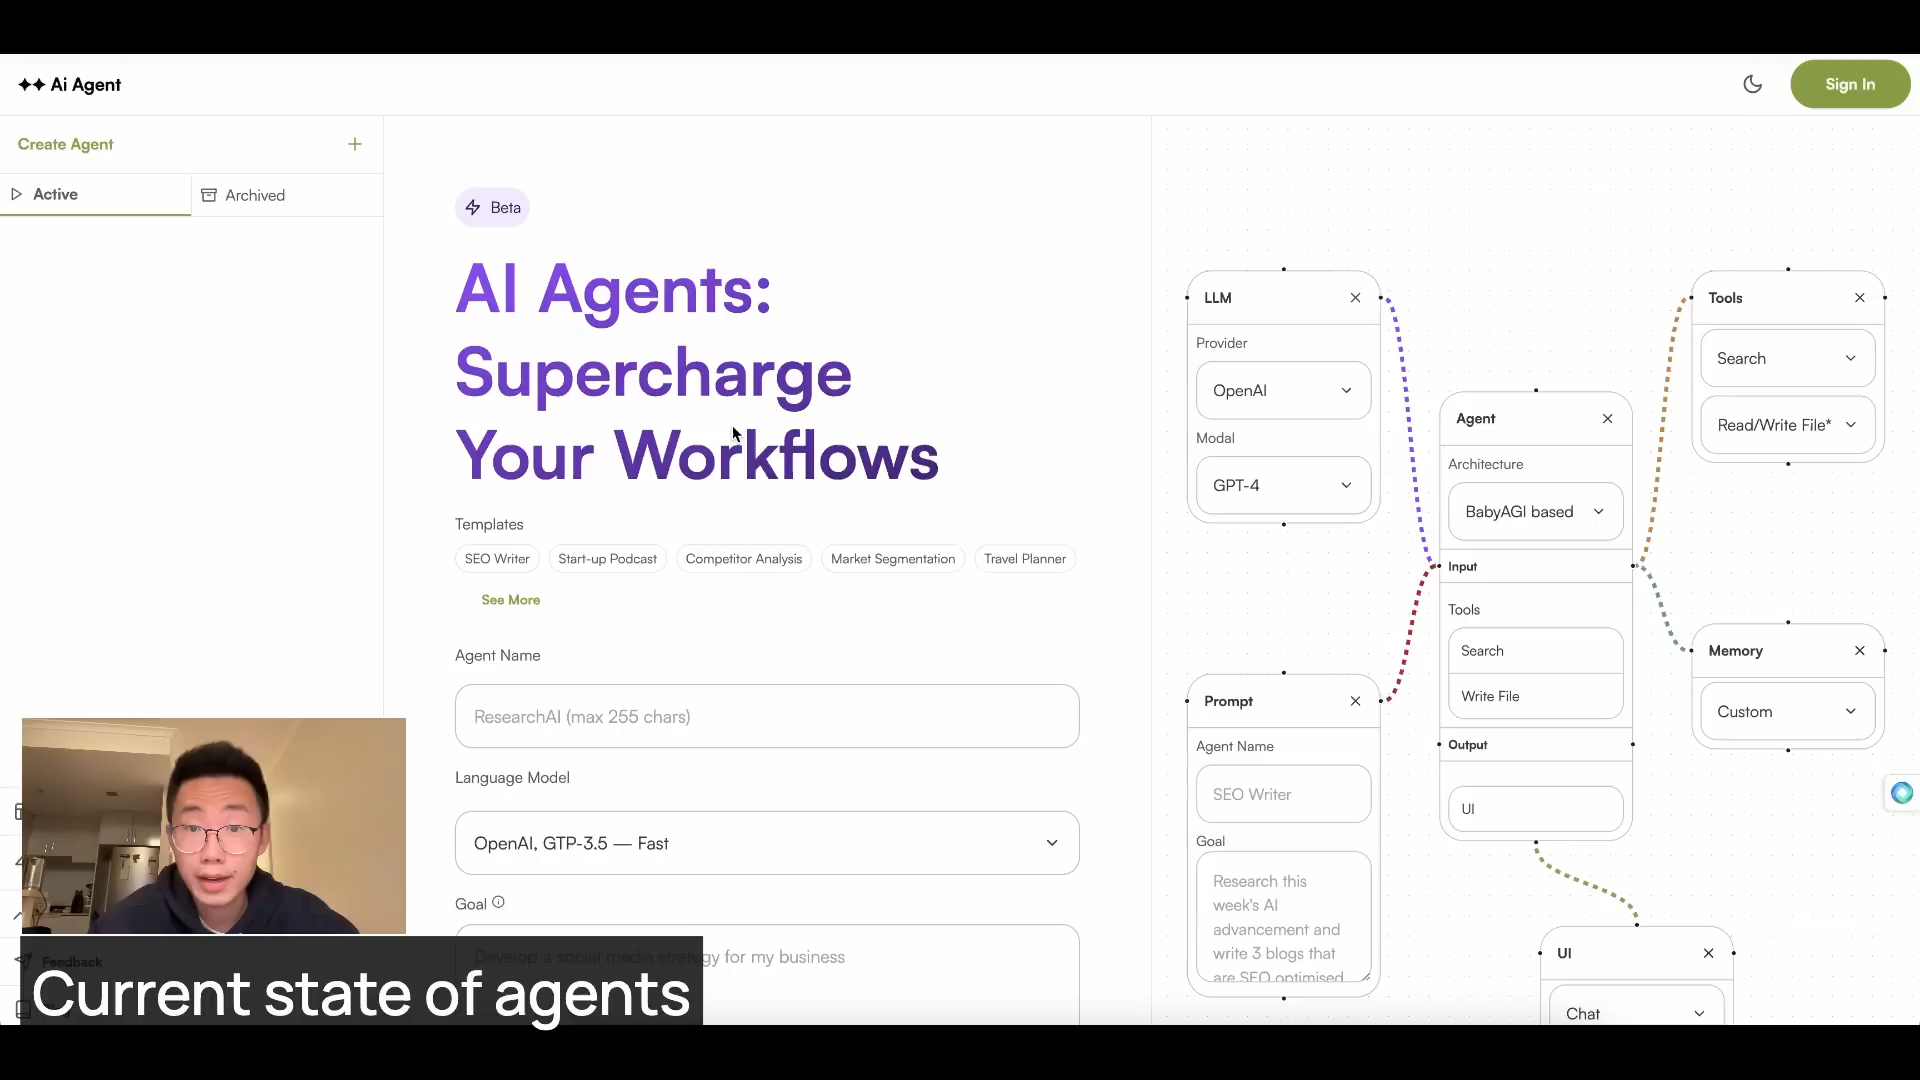 Ai Agent
Sign In
Create Agent
Active
Archived
Beta
AI Agents:
Supercharge
Your Workflows
Templates
SEO Writer
Start-up Podcast
Competitor Analysis
Market Segmentation
Travel Planner
See More
Agent Name
ResearchAI (max 255 chars)
Language Model
OpenAI, GTP-3.5 — Fast
Goal
Develop a social media strategy for my business
Feedback
Current state of agents
LLM
Provider
OpenAI
Modal
GPT-4
Prompt
Agent Name
SEO Writer
Goal
Research this
week's AI
advancement and
write 3 blogs that
are SEO optimised
Agent
Architecture
BabyAGI based
Input
Tools
Search
Write File
Output
UI
Tools
Search
Read/Write File*
Memory
Custom
UI
Chat